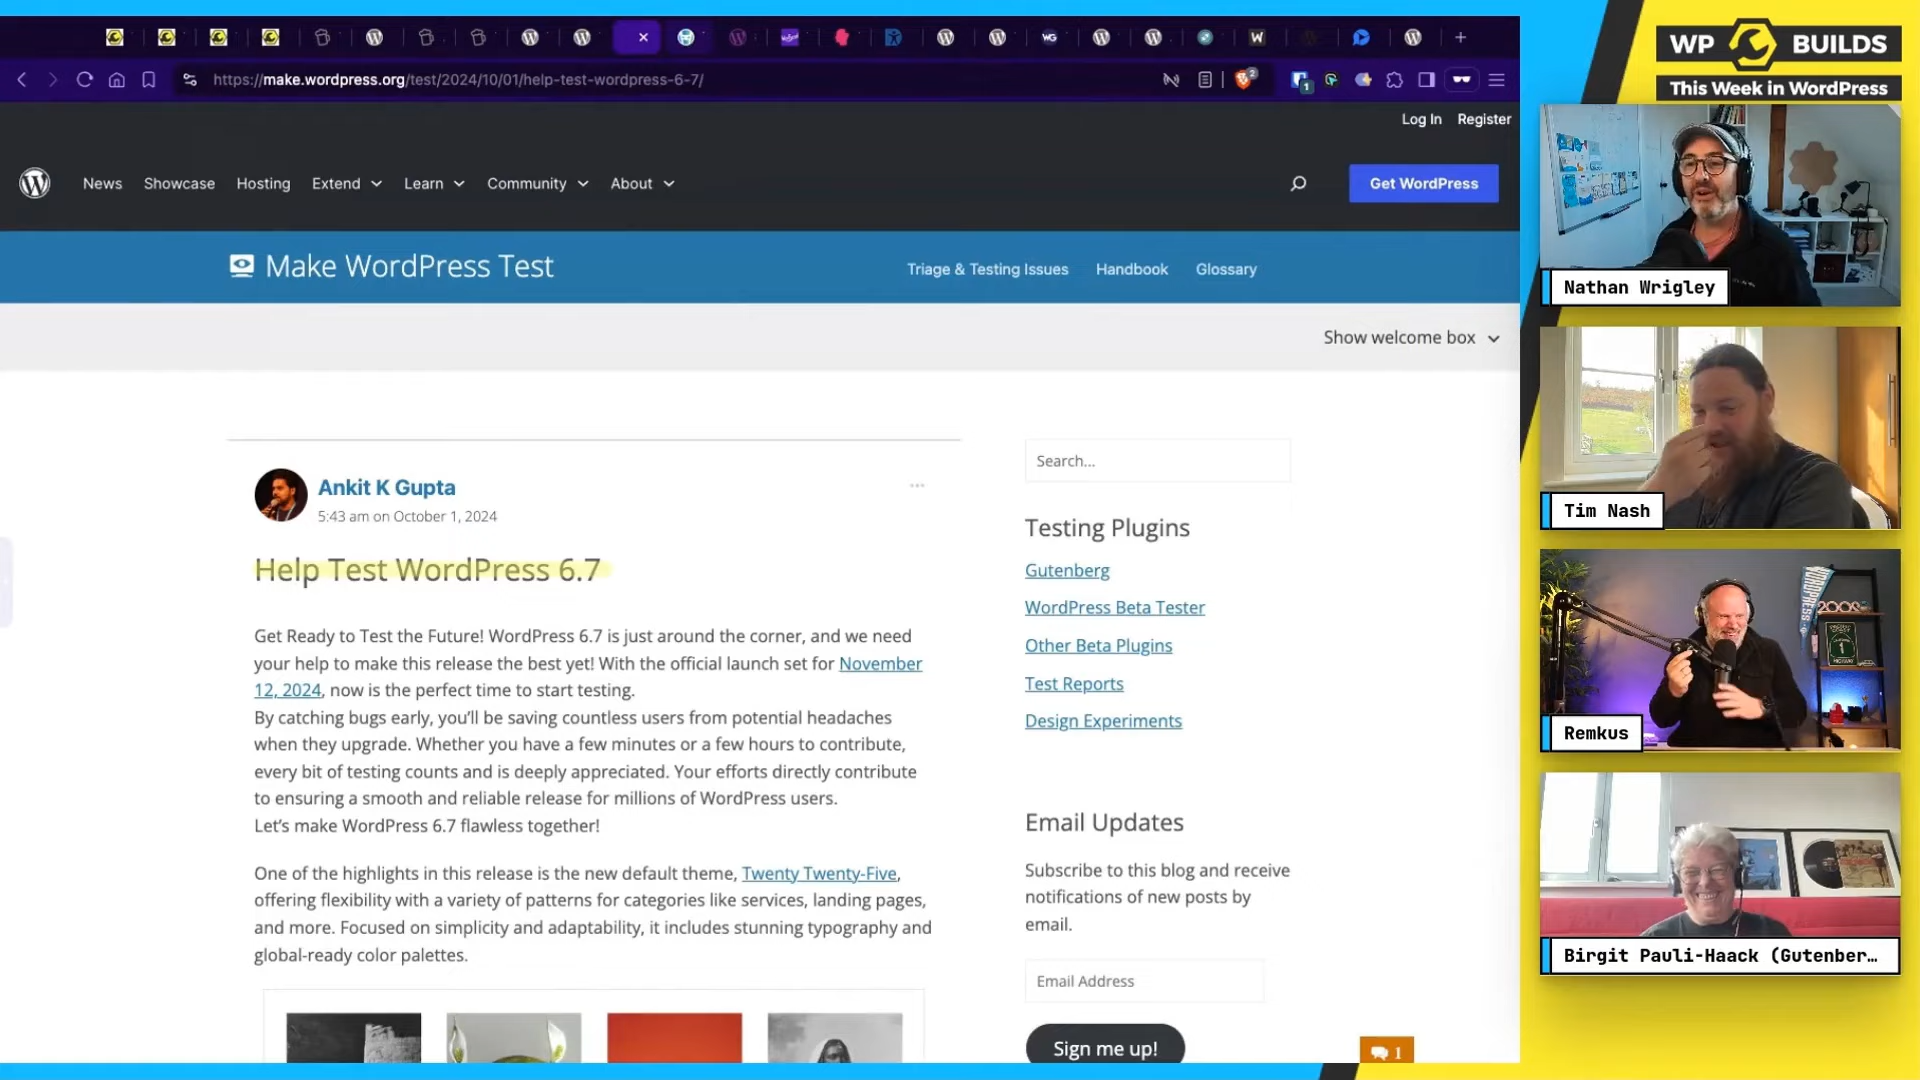 https://make.wordpress.org/test/2024/10/01/help-test-wordpress-6-7/
Log In Register
News Showcase Hosting Extend Learn Community About
Get WordPress
Make WordPress Test
Triage & Testing Issues Handbook Glossary
Show welcome box
Ankit K Gupta
5:43 am on October 1, 2024
Help Test WordPress 6.7
Get Ready to Test the Future! WordPress 6.7 is just around the corner, and we need
your help to make this release the best yet! With the official launch set for November
12, 2024, now is the perfect time to start testing.
By catching bugs early, you'll be saving countless users from potential headaches
when they upgrade. Whether you have a few minutes or a few hours to contribute,
every bit of testing counts and is deeply appreciated. Your efforts directly contribute
to ensuring a smooth and reliable release for millions of WordPress users.
Let's make WordPress 6.7 flawless together!
One of the highlights in this release is the new default theme, Twenty Twenty-Five,
offering flexibility with a variety of patterns for categories like services, landing pages,
and more. Focused on simplicity and adaptability, it includes stunning typography and
global-ready color palettes.
Search...
Testing Plugins
Gutenberg
WordPress Beta Tester
Other Beta Plugins
Test Reports
Design Experiments
Email Updates
Subscribe to this blog and receive
notifications of new posts by
email.
Email Address
Sign me up!
1
WP BUILDS
This Week in WordPress
Nathan Wrigley
Tim Nash
Remkus
Birgit Pauli-Haack (Gutenber...